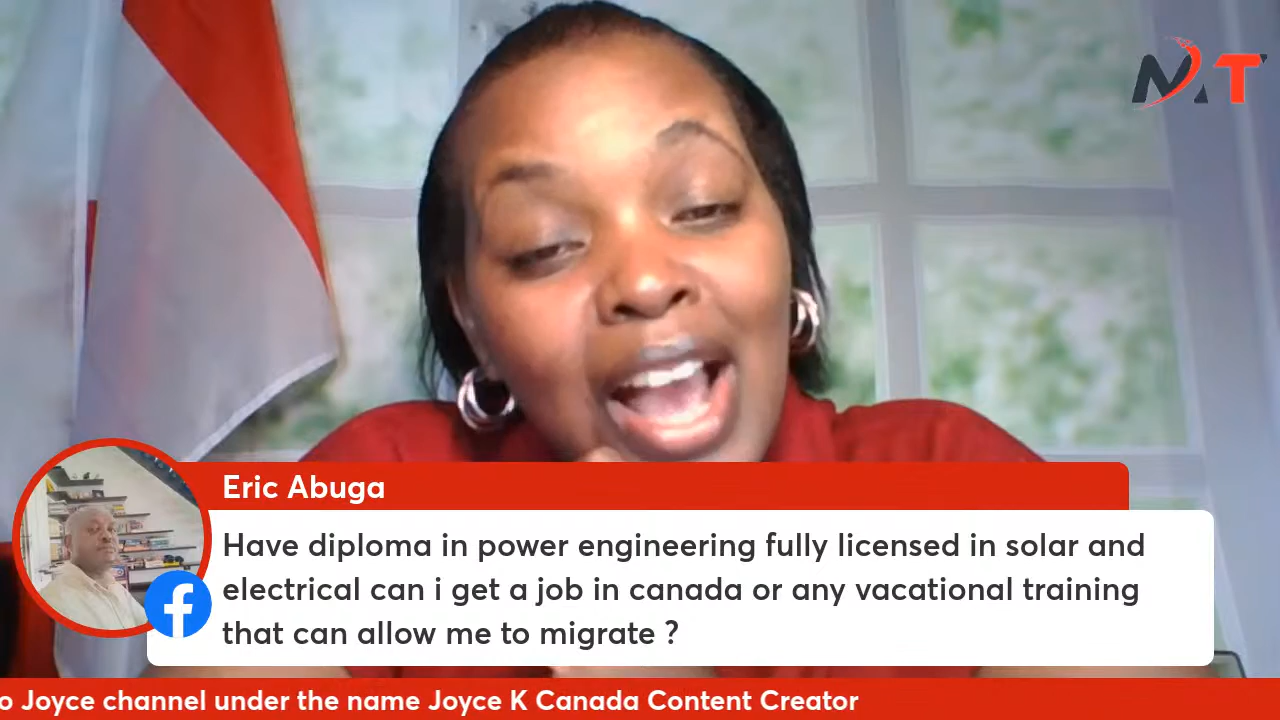 MT
Eric Abuga
Have diploma in power engineering fully licensed in solar and
electrical can i get a job in canada or any vacational training
that can allow me to migrate ?
o Joyce channel under the name Joyce K Canada Content Creator